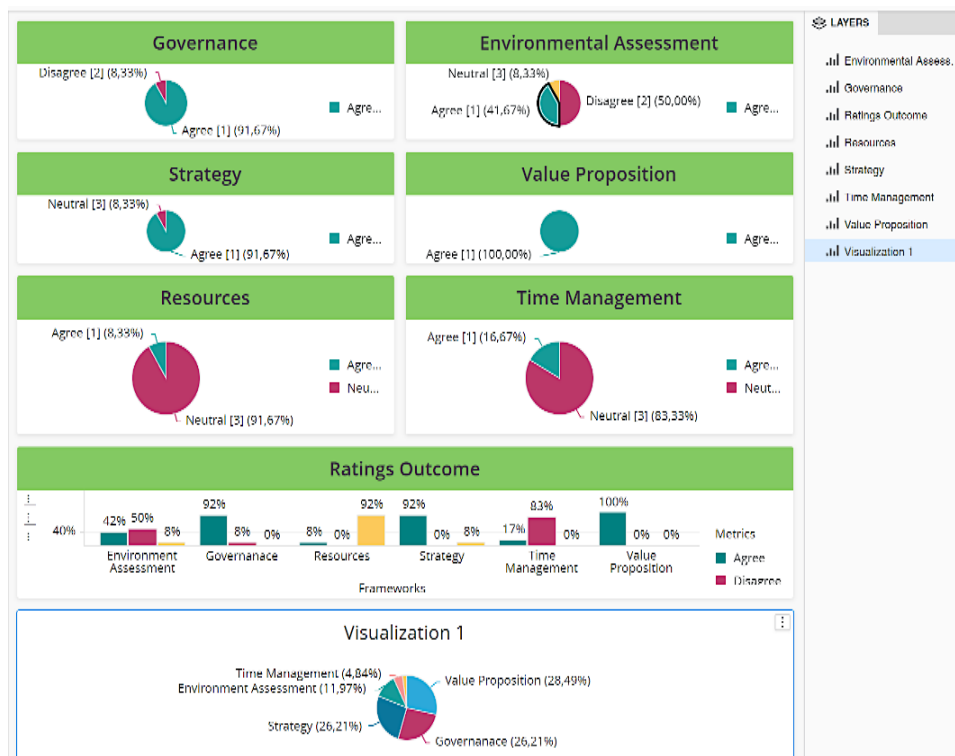 Governance
Disagree [2] (8,33%)
Agre...
Agree [1] (91,67%)
Environmental Assessment
Neutral [3] (8,33%)
Disagree [2] (50,00%)
Agree [1] (41,67%)
Agre...
Strategy
Neutral [3] (8,33%)
Agre...
Agree [1] (91,67%)
Value Proposition
Agre...
Agree [1] (100,00%)
Resources
Agree [1] (8,33%)
Agre...
Neu...
Neutral [3] (91,67%)
Time Management
Agree [1] (16,67%)
Agre...
Neut...
Neutral [3] (83,33%)
Ratings Outcome
40%
42% 50% 8% 92% 8% 0% 8% 0% 92% 92% 0% 8% 17% 83% 0% 100% 0% 0%
Environment Assessment
Governanace
Resources
Strategy
Time Management
Value Proposition
Frameworks
Metrics
Agree
Disagree
Visualization 1
Time Management (4,84%)
Environment Assessment (11,97%)
Value Proposition (28,49%)
Strategy (26,21%)
Governanace (26,21%)
LAYERS
Environmental Assess.
Governance
Ratings Outcome
Resources
Strategy
Time Management
Value Proposition
Visualization 1